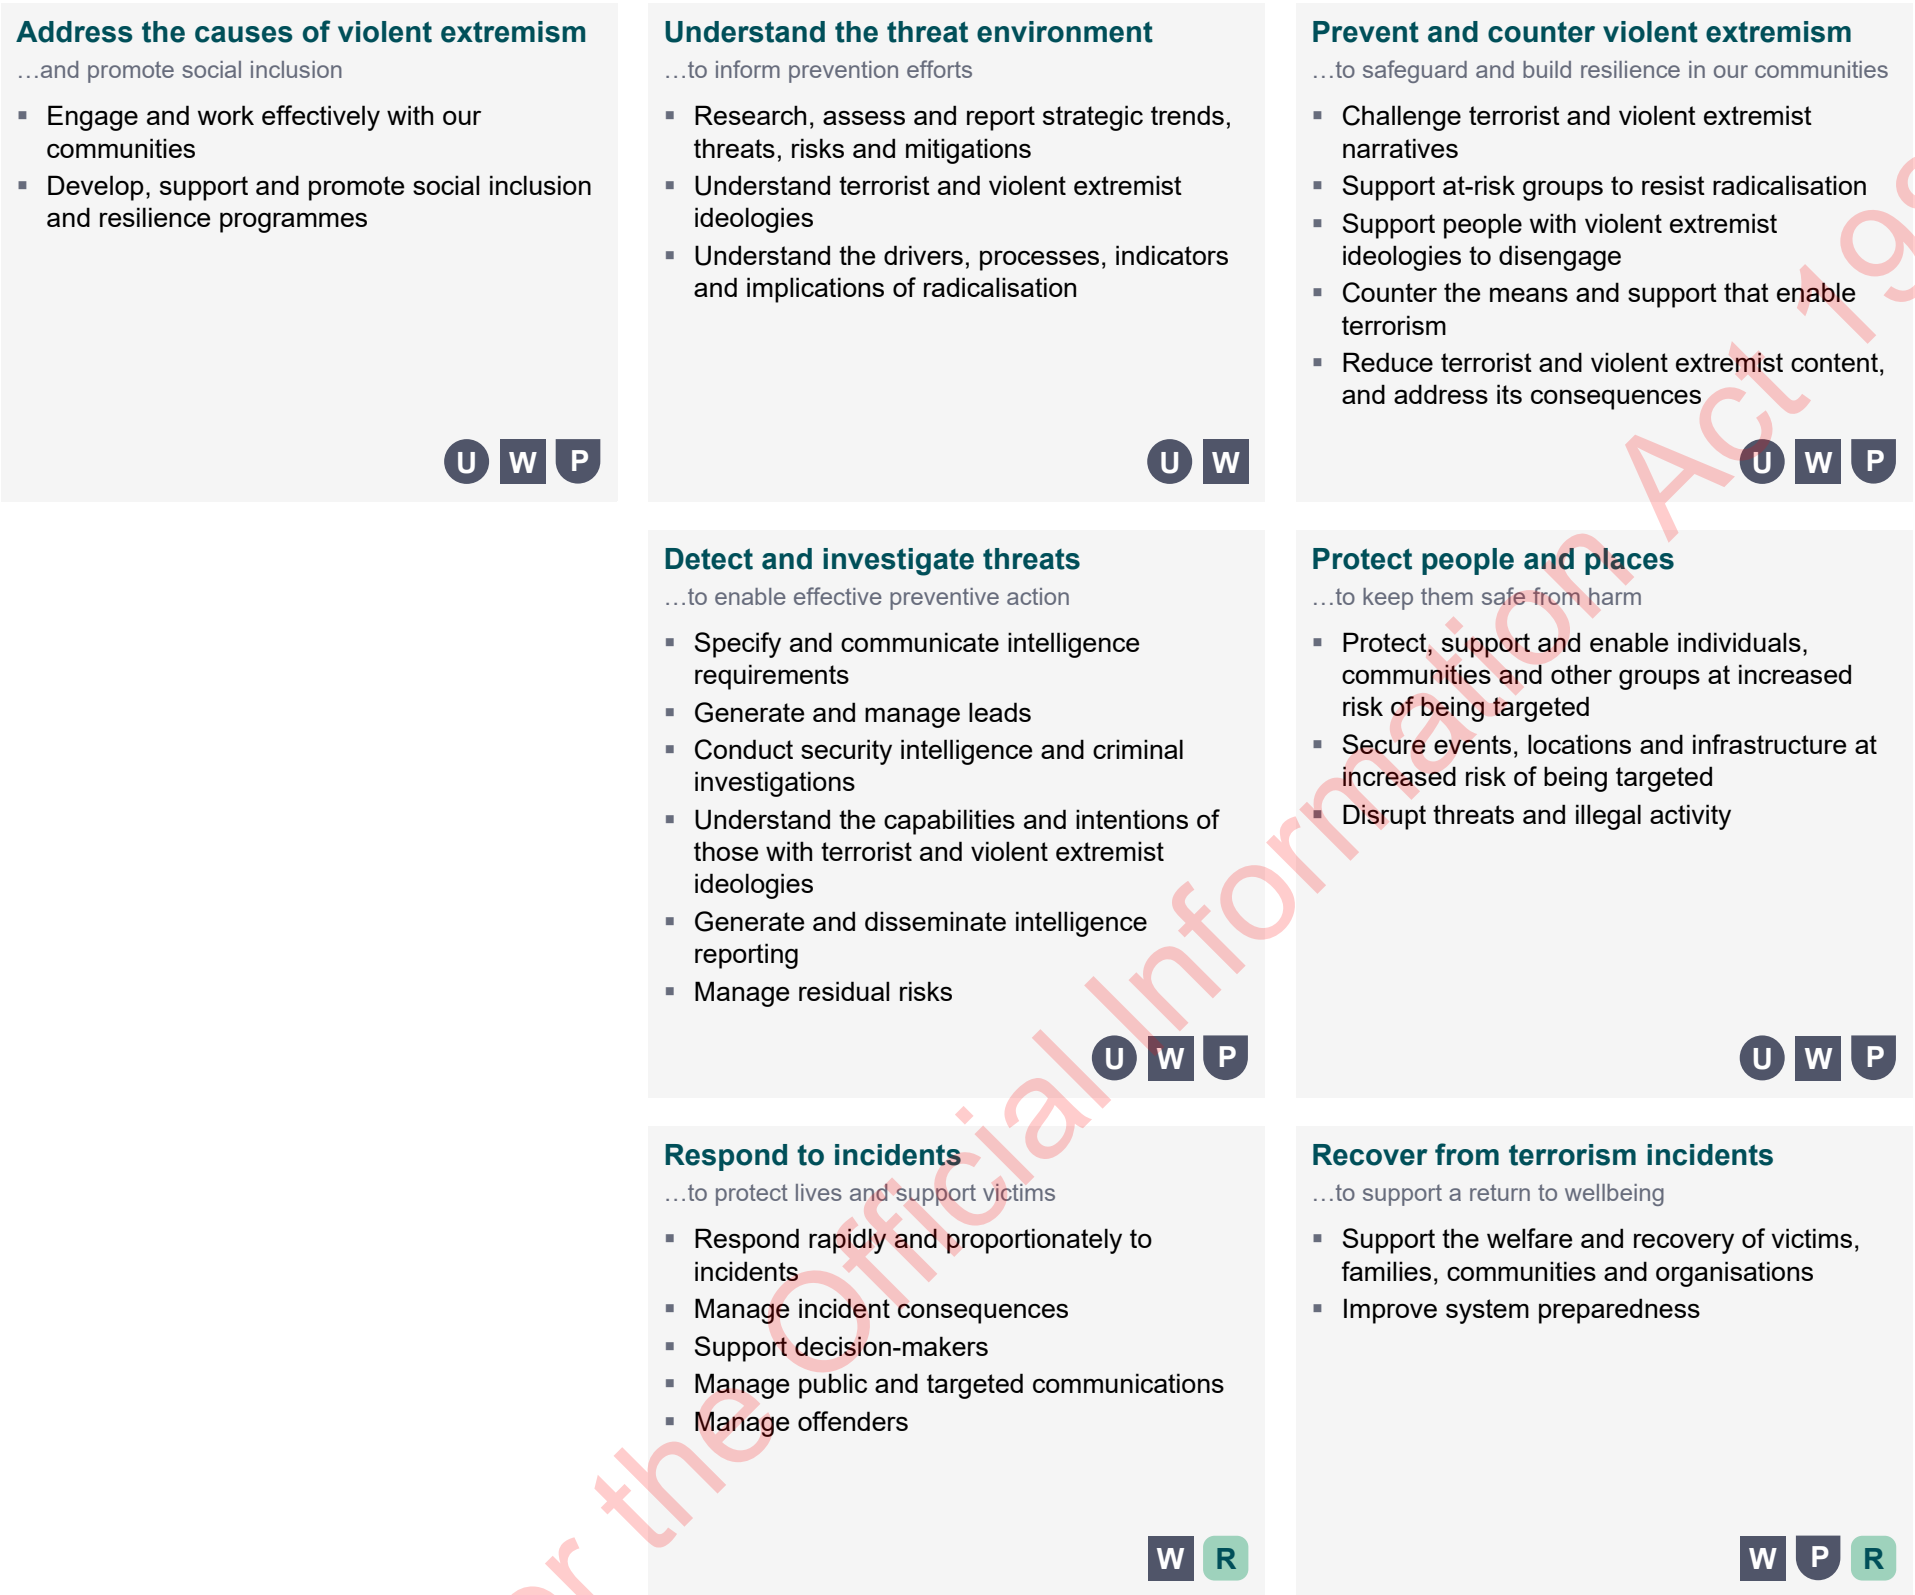 Address the causes of violent extremism
…and promote social inclusion
▪ Engage and work effectively with our
communities
▪ Develop, support and promote social inclusion
and resilience programmes
U W P
Understand the threat environment
…to inform prevention efforts
▪ Research, assess and report strategic trends,
threats, risks and mitigations
▪ Understand terrorist and violent extremist
ideologies
▪ Understand the drivers, processes, indicators
and implications of radicalisation
U W
Prevent and counter violent extremism
…to safeguard and build resilience in our communities
▪ Challenge terrorist and violent extremist
narratives
▪ Support at-risk groups to resist radicalisation
▪ Support people with violent extremist
ideologies to disengage
▪ Counter the means and support that enable
terrorism
▪ Reduce terrorist and violent extremist content,
and address its consequences
U W P
Detect and investigate threats
…to enable effective preventive action
▪ Specify and communicate intelligence
requirements
▪ Generate and manage leads
▪ Conduct security intelligence and criminal
investigations
▪ Understand the capabilities and intentions of
those with terrorist and violent extremist
ideologies
▪ Generate and disseminate intelligence
reporting
▪ Manage residual risks
U W P
Protect people and places
…to keep them safe from harm
▪ Protect, support and enable individuals,
communities and other groups at increased
risk of being targeted
▪ Secure events, locations and infrastructure at
increased risk of being targeted
▪ Disrupt threats and illegal activity
U W P
Respond to incidents
…to protect lives and support victims
▪ Respond rapidly and proportionately to
incidents
▪ Manage incident consequences
▪ Support decision-makers
▪ Manage public and targeted communications
▪ Manage offenders
W R
Recover from terrorism incidents
…to support a return to wellbeing
▪ Support the welfare and recovery of victims,
families, communities and organisations
▪ Improve system preparedness
W P R
the Official Information Act